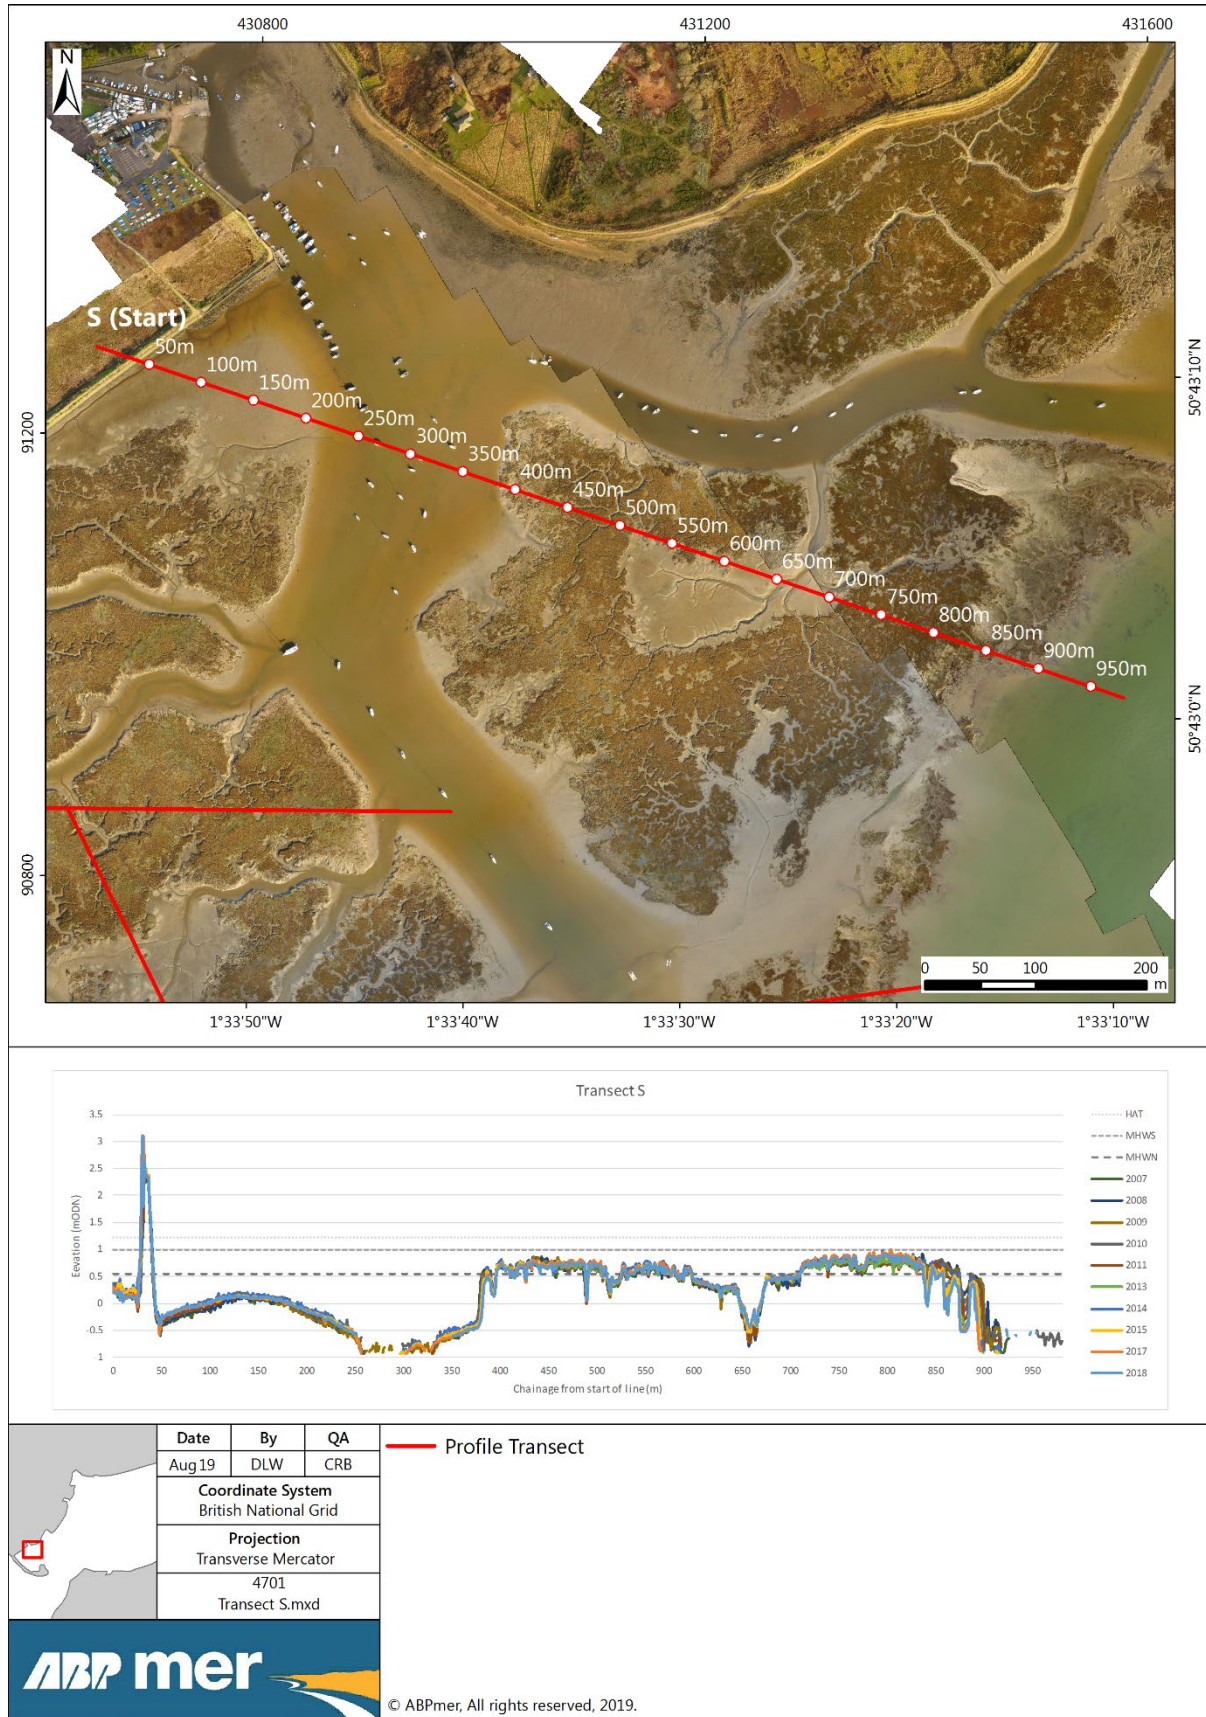 430800
431200
431600
N
S (Start)
50m
100m
150m
200m
250m
300m
350m
400m
450m
500m
550m
600m
650m
700m
750m
800m
850m
900m
950m
91200
90800
50°43'10"N
50°43'0"N
0 50 100 200
m
1°33'50"W 1°33'40"W 1°33'30"W 1°33'20"W 1°33'10"W
Transect S
3.5
3
2.5
2
1.5
1
0.5
0
-0.5
-1
Eevation (mODN)
0 50 100 150 200 250 300 350 400 450 500 550 600 650 700 750 800 850 900 950
Chainage from start of line (m)
HAT
MHWS
MHWN
2007
2008
2009
2010
2011
2013
2014
2015
2017
2018
Date By QA
Aug 19 DLW CRB
Coordinate System
British National Grid
Projection
Transverse Mercator
4701
Transect S.mxd
Profile Transect
ABP mer
© ABPmer, All rights reserved, 2019.